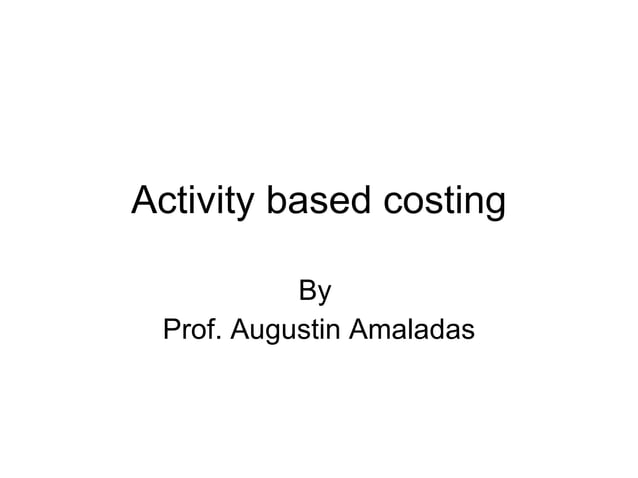 Activity based costing
By
Prof. Augustin Amaladas